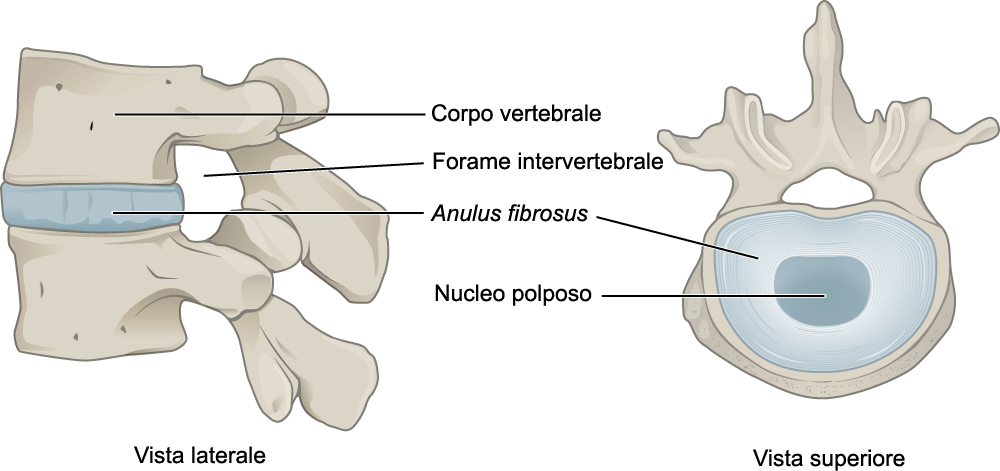 Corpo vertebrale
Forame intervertebrale
Anulus fibrosus
Nucleo polposo
Vista laterale
Vista superiore